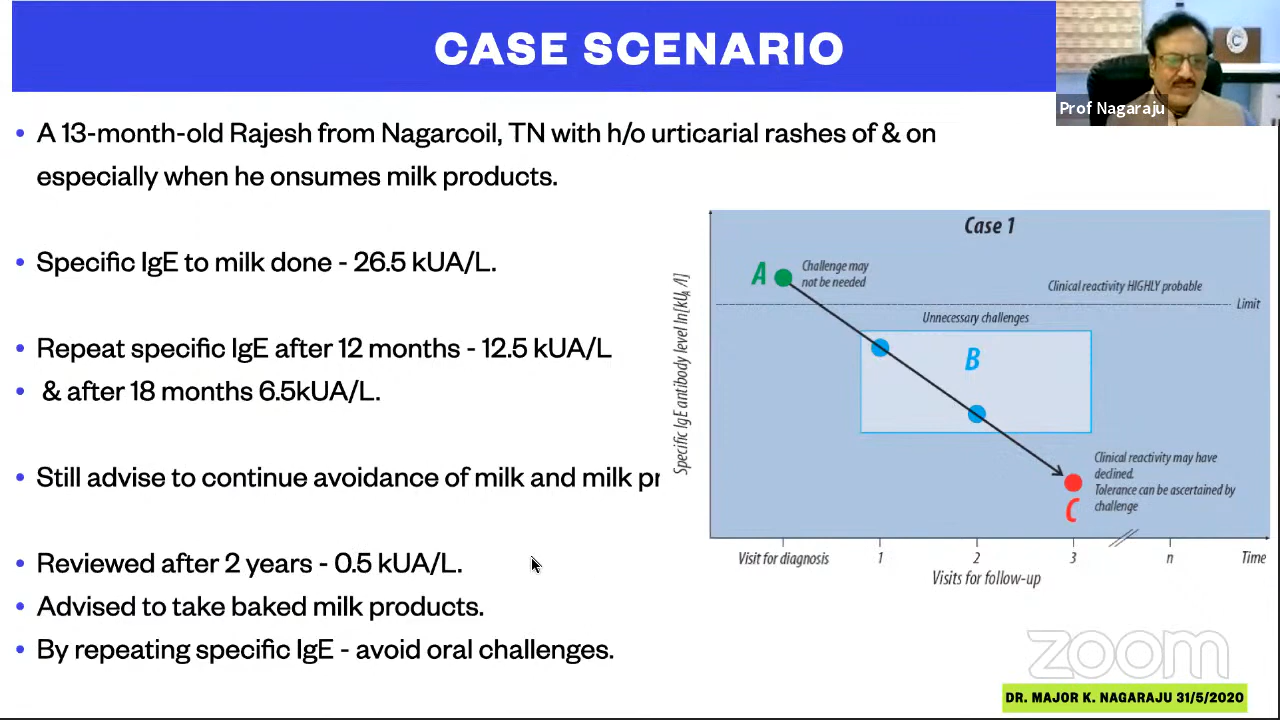 CASE SCENARIO
Prof Nagaraju
• A 13-month-old Rajesh from Nagarcoil, TN with h/o urticarial rashes of & on
especially when he onsumes milk products.
• Specific IgE to milk done - 26.5 kUA/L.
• Repeat specific IgE after 12 months - 12.5 kUA/L
• & after 18 months 6.5kUA/L.
• Still advise to continue avoidance of milk and milk pr
• Reviewed after 2 years - 0.5 kUA/L.
• Advised to take baked milk products.
• By repeating specific IgE - avoid oral challenges.
Case 1
Specific IgE antibody level ln[kUA /l]
A
Challenge may
not be needed
Clinical reactivity HIGHLY probable
Limit
Unnecessary challenges
B
Clinical reactivity may have
declined.
Tolerance can be ascertained by
challenge
C
Visit for diagnosis 1 2 3 n Time
Visits for follow-up
zoom
DR. MAJOR K. NAGARAJU 31/5/2020